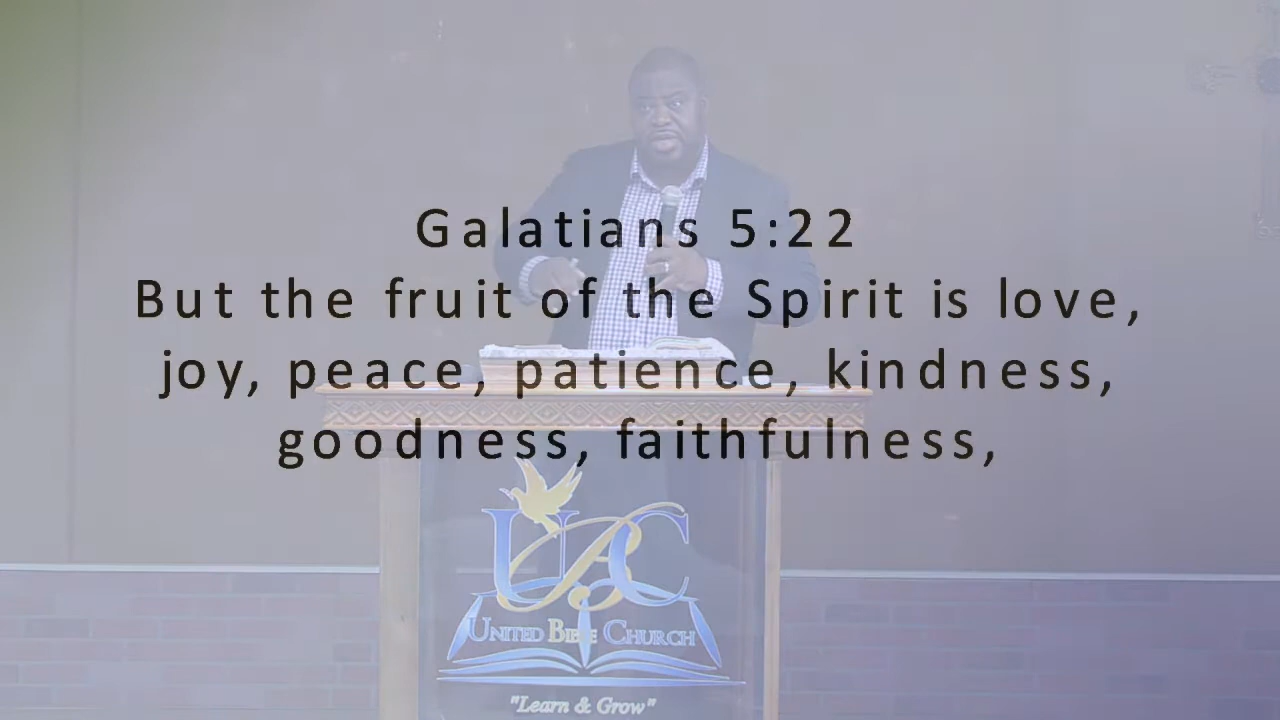 Galatians 5:22
But the fruit of the Spirit is love,
joy, peace, patience, kindness,
goodness, faithfulness,
UBC
UNITED BIBLE CHURCH
"Learn & Grow"